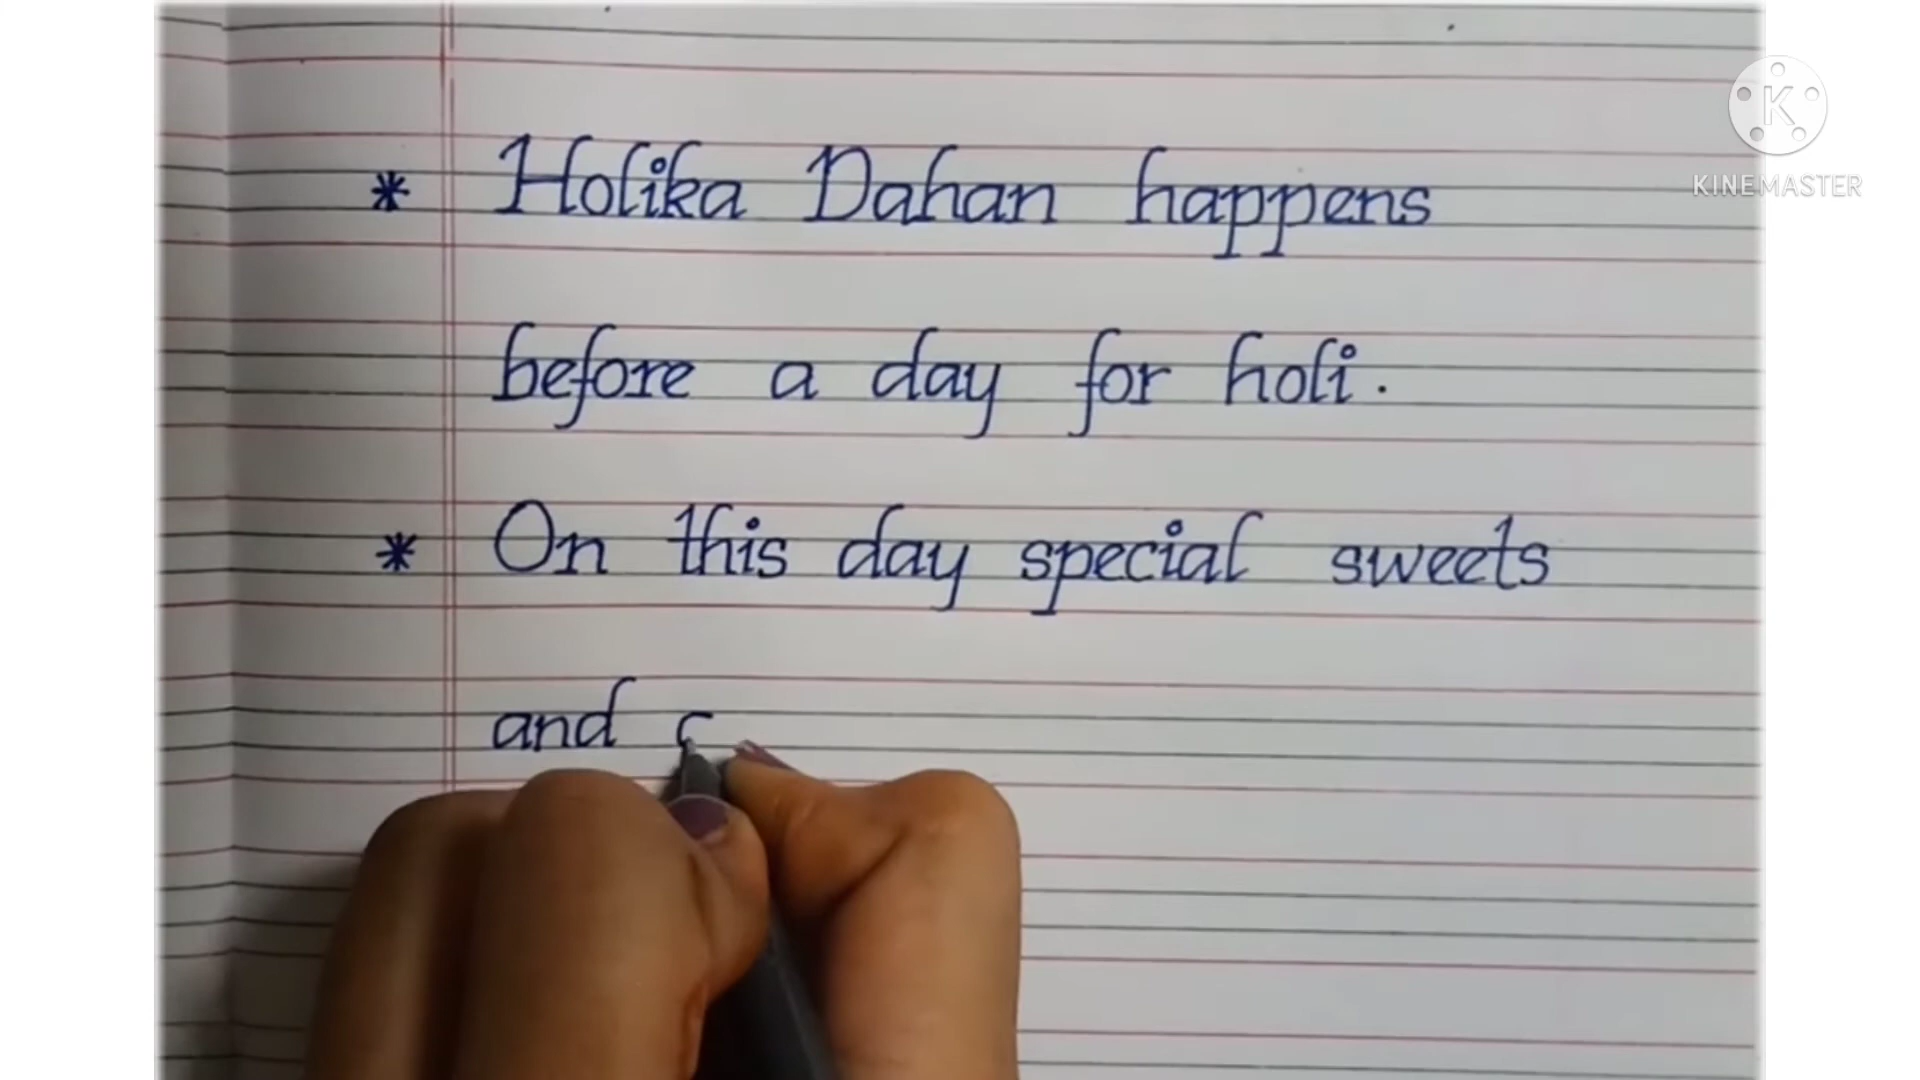 * Holika Dahan happens
before a day for holi.
* On this day special sweets
and
KINEMASTER